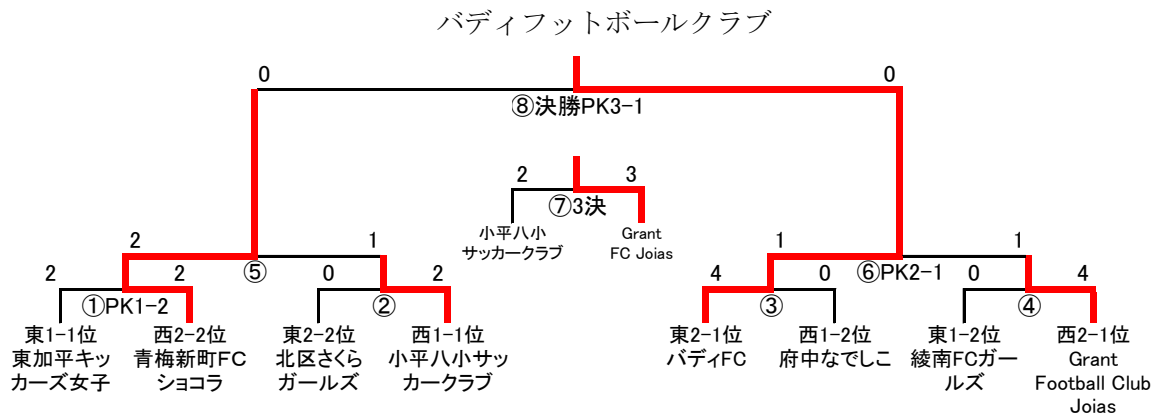 バディフットボールクラブ
0 0
⑧決勝PK3-1
2 3
⑦3決
小平八小
サッカークラブ
Grant
FC Joias
2 1 1 1
⑤ ⑥PK2-1
2 2 0 2 4 0 0 4
①PK1-2 ② ③ ④
東1-1位
東加平キッ
カーズ女子
西2-2位
青梅新町FC
ショコラ
東2-2位
北区さくら
ガールズ
西1-1位
小平八小サッ
カークラブ
東2-1位
バディFC
西1-2位
府中なでしこ
東1-2位
綾南FCガー
ルズ
西2-1位
Grant
Football Club
Joias